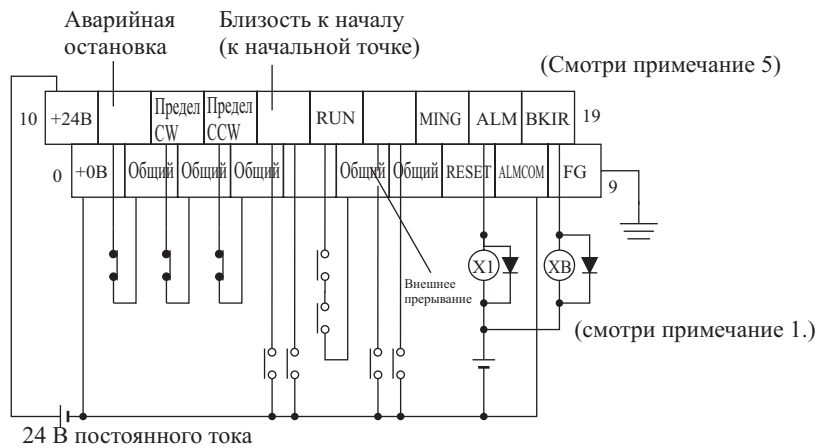 Аварийная
остановка
Близость к началу
(к начальной точке)
(Смотри примечание 5)
10 +24В Предел CW Предел CCW RUN MING ALM BKIR 19
0 +0В Общий Общий Общий Общий Общий RESET ALMCOM FG 9
X1 XB
Внешнее
прерывание
(смотри примечание 1.)
24 В постоянного тока